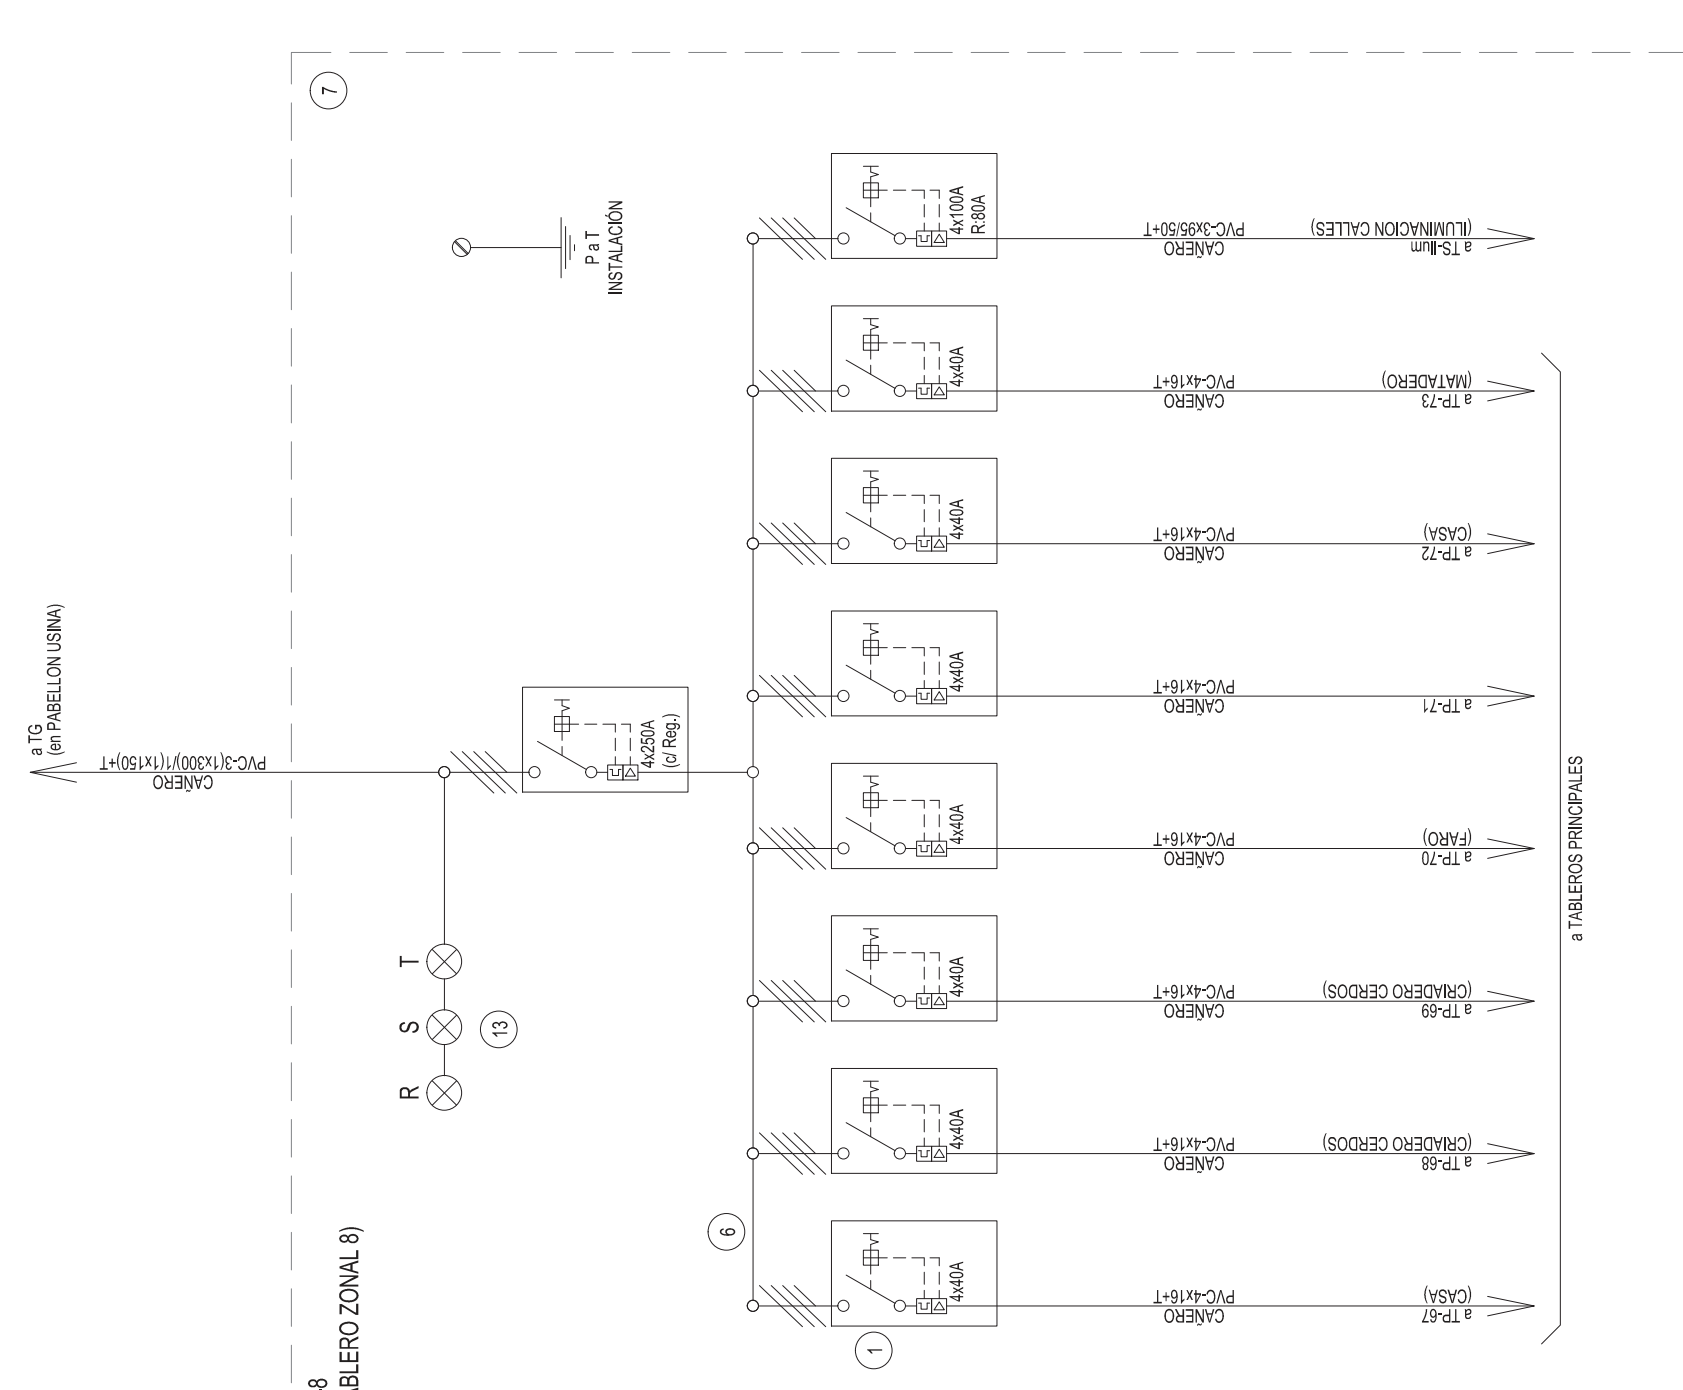 a TG
(en PABELLON USINA)
PVC-3(1x300)/1(1x150)+T
CAÑERO
7
P a T
INSTALACIÓN
R
S
T
13
4x250A
(c/ Reg.)
6
1
4x40A
PVC-4x16+T
CAÑERO
(CASA)
a TP-67
4x40A
PVC-4x16+T
CAÑERO
(CRIADERO CERDOS)
a TP-68
4x40A
PVC-4x16+T
CAÑERO
(CRIADERO CERDOS)
a TP-69
4x40A
PVC-4x16+T
CAÑERO
(FARO)
a TP-70
4x40A
PVC-4x16+T
CAÑERO
a TP-71
4x40A
PVC-4x16+T
CAÑERO
(CASA)
a TP-72
4x40A
PVC-4x16+T
CAÑERO
(MATADERO)
a TP-73
4x100A
R:80A
PVC-3x95/50+T
CAÑERO
(ILUMINACION CALLES)
a TS-Ilum
a TABLEROS PRINCIPALES
-8
ABLERO ZONAL 8)